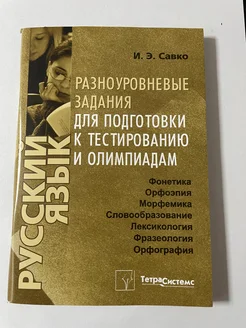 И. Э. Савко
РАЗНОУРОВНЕВЫЕ
ЗАДАНИЯ
ДЛЯ ПОДГОТОВКИ
К ТЕСТИРОВАНИЮ
И ОЛИМПИАДАМ
РУССКИЙ
ЯЗЫК
Фонетика
Орфоэпия
Морфемика
Словообразование
Лексикология
Фразеология
Орфография
ТетраСистемс